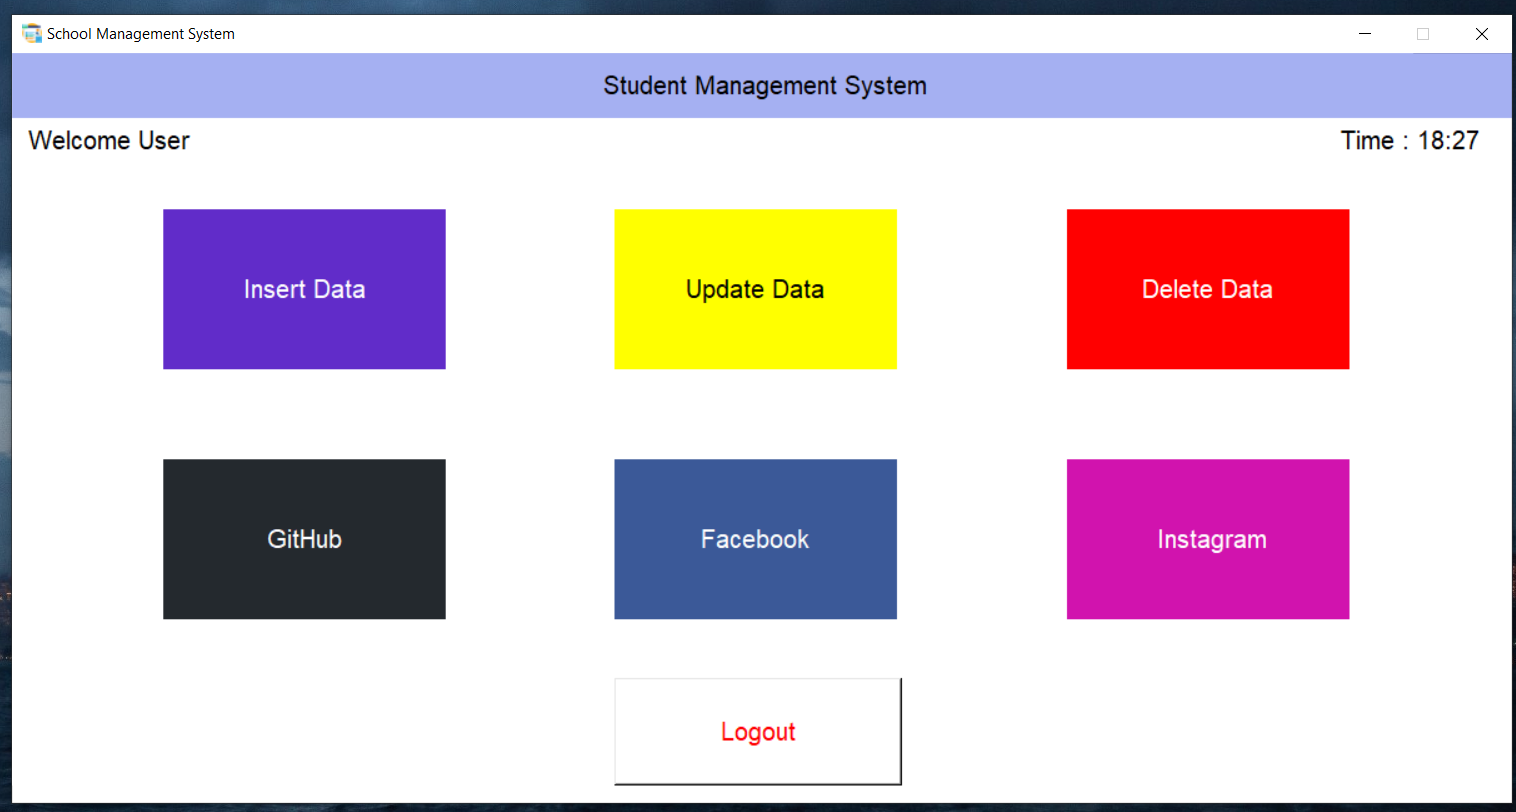 School Management System
Student Management System
Welcome User
Time : 18:27
Insert Data
Update Data
Delete Data
GitHub
Facebook
Instagram
Logout